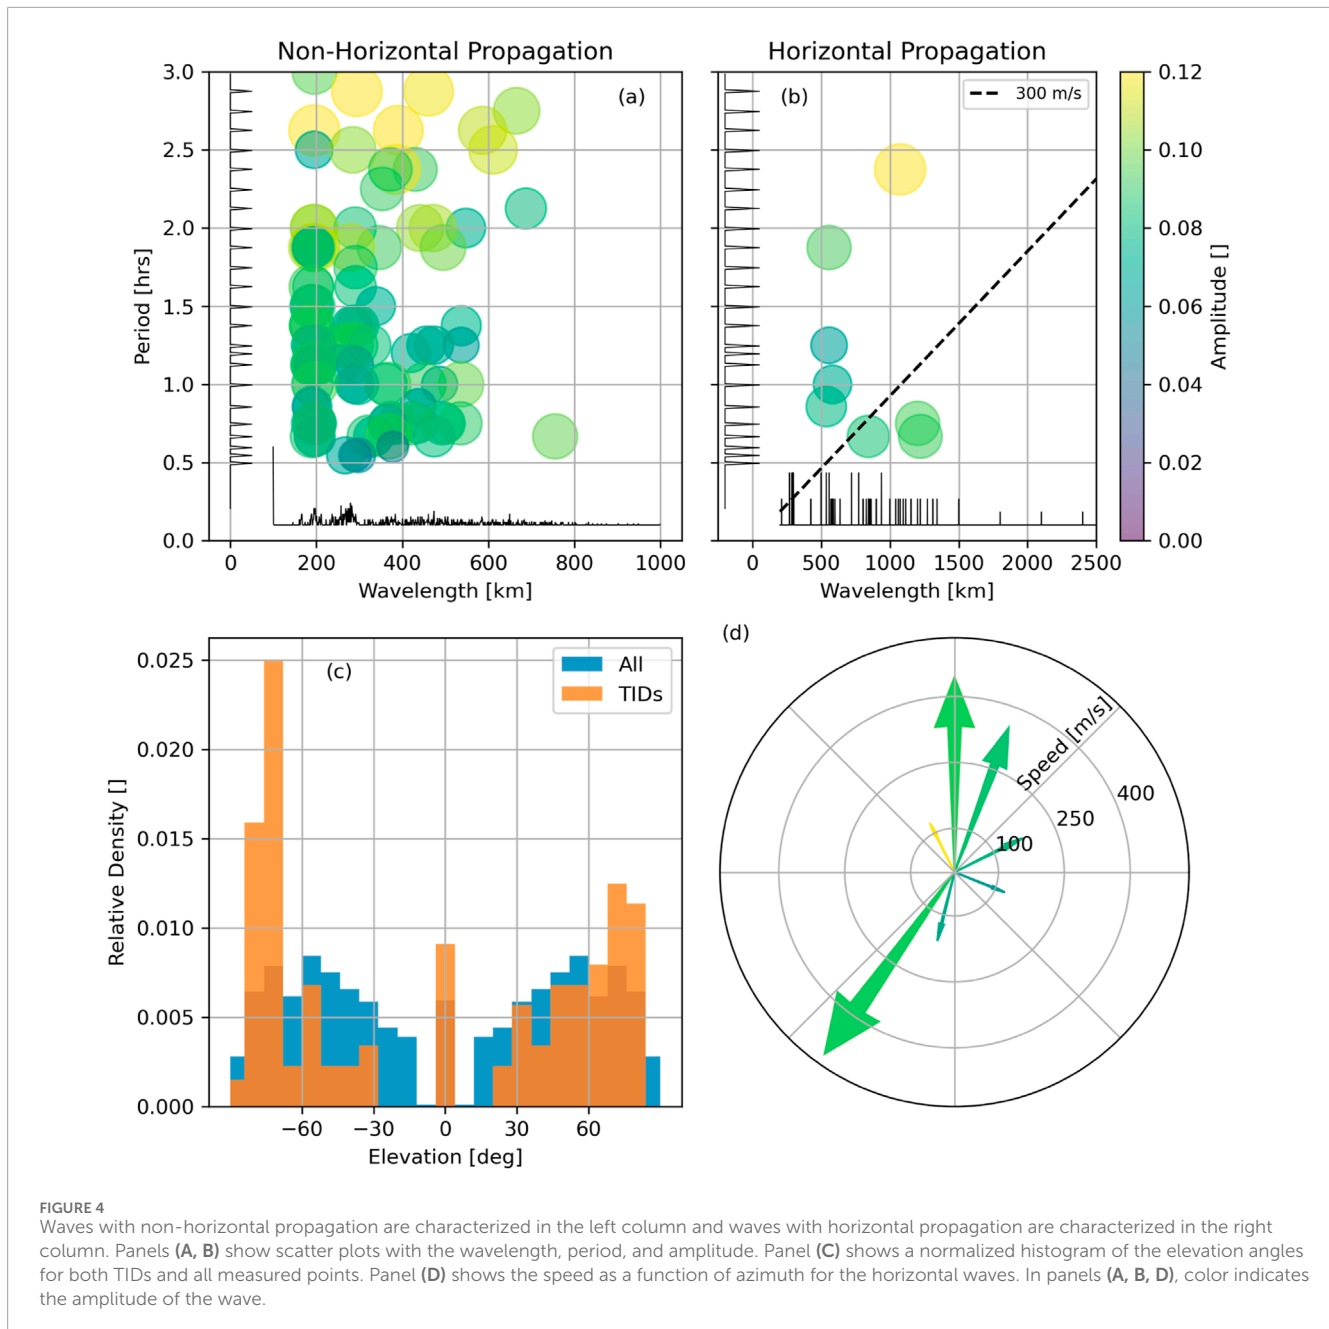 Non-Horizontal Propagation
Horizontal Propagation
3.0
2.5
2.0
1.5
1.0
0.5
0.0
Period [hrs]
(a)
0 200 400 600 800 1000
Wavelength [km]
(b)
300 m/s
0 500 1000 1500 2000 2500
Wavelength [km]
0.12
0.10
0.08
0.06
0.04
0.02
0.00
Amplitude []
0.025
0.020
0.015
0.010
0.005
0.000
Relative Density []
(c)
All
TIDs
−60 −30 0 30 60
Elevation [deg]
(d)
Speed [m/s]
400
250
100
FIGURE 4
Waves with non-horizontal propagation are characterized in the left column and waves with horizontal propagation are characterized in the right
column. Panels (A, B) show scatter plots with the wavelength, period, and amplitude. Panel (C) shows a normalized histogram of the elevation angles
for both TIDs and all measured points. Panel (D) shows the speed as a function of azimuth for the horizontal waves. In panels (A, B, D), color indicates
the amplitude of the wave.